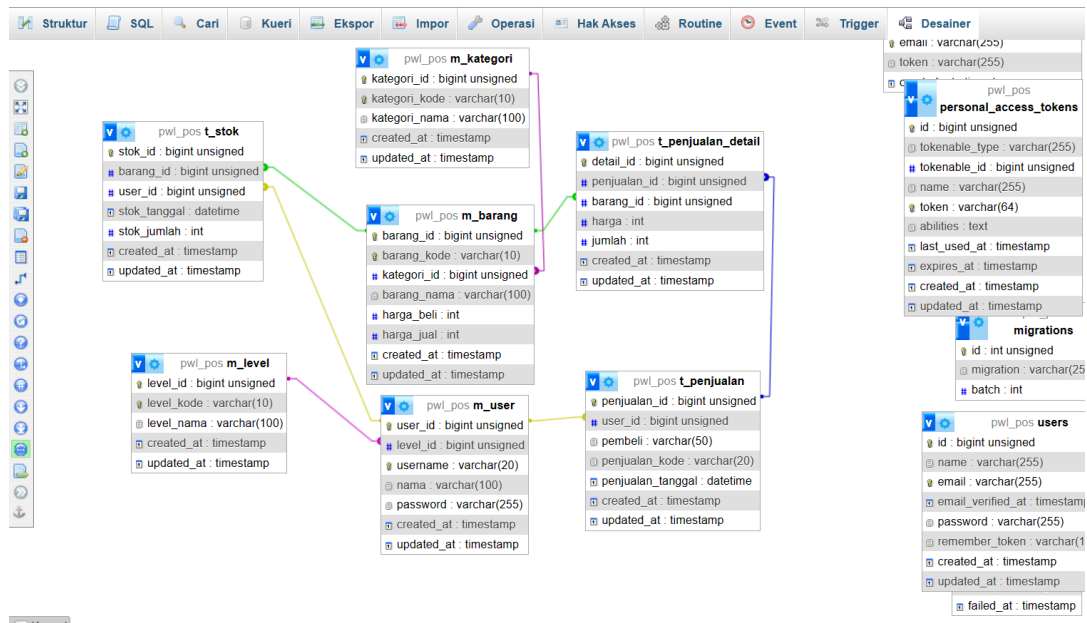 Struktur SQL Cari Kueri Ekspor Impor Operasi Hak Akses Routine Event Trigger Desainer
pwl_pos m_kategori
kategori_id : bigint unsigned
kategori_kode : varchar(10)
kategori_nama : varchar(100)
created_at : timestamp
updated_at : timestamp
pwl_pos t_stok
stok_id : bigint unsigned
barang_id : bigint unsigned
user_id : bigint unsigned
stok_tanggal : datetime
stok_jumlah : int
created_at : timestamp
updated_at : timestamp
pwl_pos t_penjualan_detail
detail_id : bigint unsigned
penjualan_id : bigint unsigned
barang_id : bigint unsigned
harga : int
jumlah : int
created_at : timestamp
updated_at : timestamp
pwl_pos m_barang
barang_id : bigint unsigned
barang_kode : varchar(10)
kategori_id : bigint unsigned
barang_nama : varchar(100)
harga_beli : int
harga_jual : int
created_at : timestamp
updated_at : timestamp
pwl_pos m_level
level_id : bigint unsigned
level_kode : varchar(10)
level_nama : varchar(100)
created_at : timestamp
updated_at : timestamp
pwl_pos m_user
user_id : bigint unsigned
level_id : bigint unsigned
username : varchar(20)
nama : varchar(100)
password : varchar(255)
created_at : timestamp
updated_at : timestamp
pwl_pos t_penjualan
penjualan_id : bigint unsigned
user_id : bigint unsigned
pembeli : varchar(50)
penjualan_kode : varchar(20)
penjualan_tanggal : datetime
created_at : timestamp
updated_at : timestamp
email : varchar(255)
token : varchar(255)
pwl_pos
personal_access_tokens
id : bigint unsigned
tokenable_type : varchar(255)
tokenable_id : bigint unsigned
name : varchar(255)
token : varchar(64)
abilities : text
last_used_at : timestamp
expires_at : timestamp
created_at : timestamp
updated_at : timestamp
migrations
id : int unsigned
migration : varchar(25
batch : int
pwl_pos users
id : bigint unsigned
name : varchar(255)
email : varchar(255)
email_verified_at : timestamp
password : varchar(255)
remember_token : varchar(1
created_at : timestamp
updated_at : timestamp
failed_at : timestamp